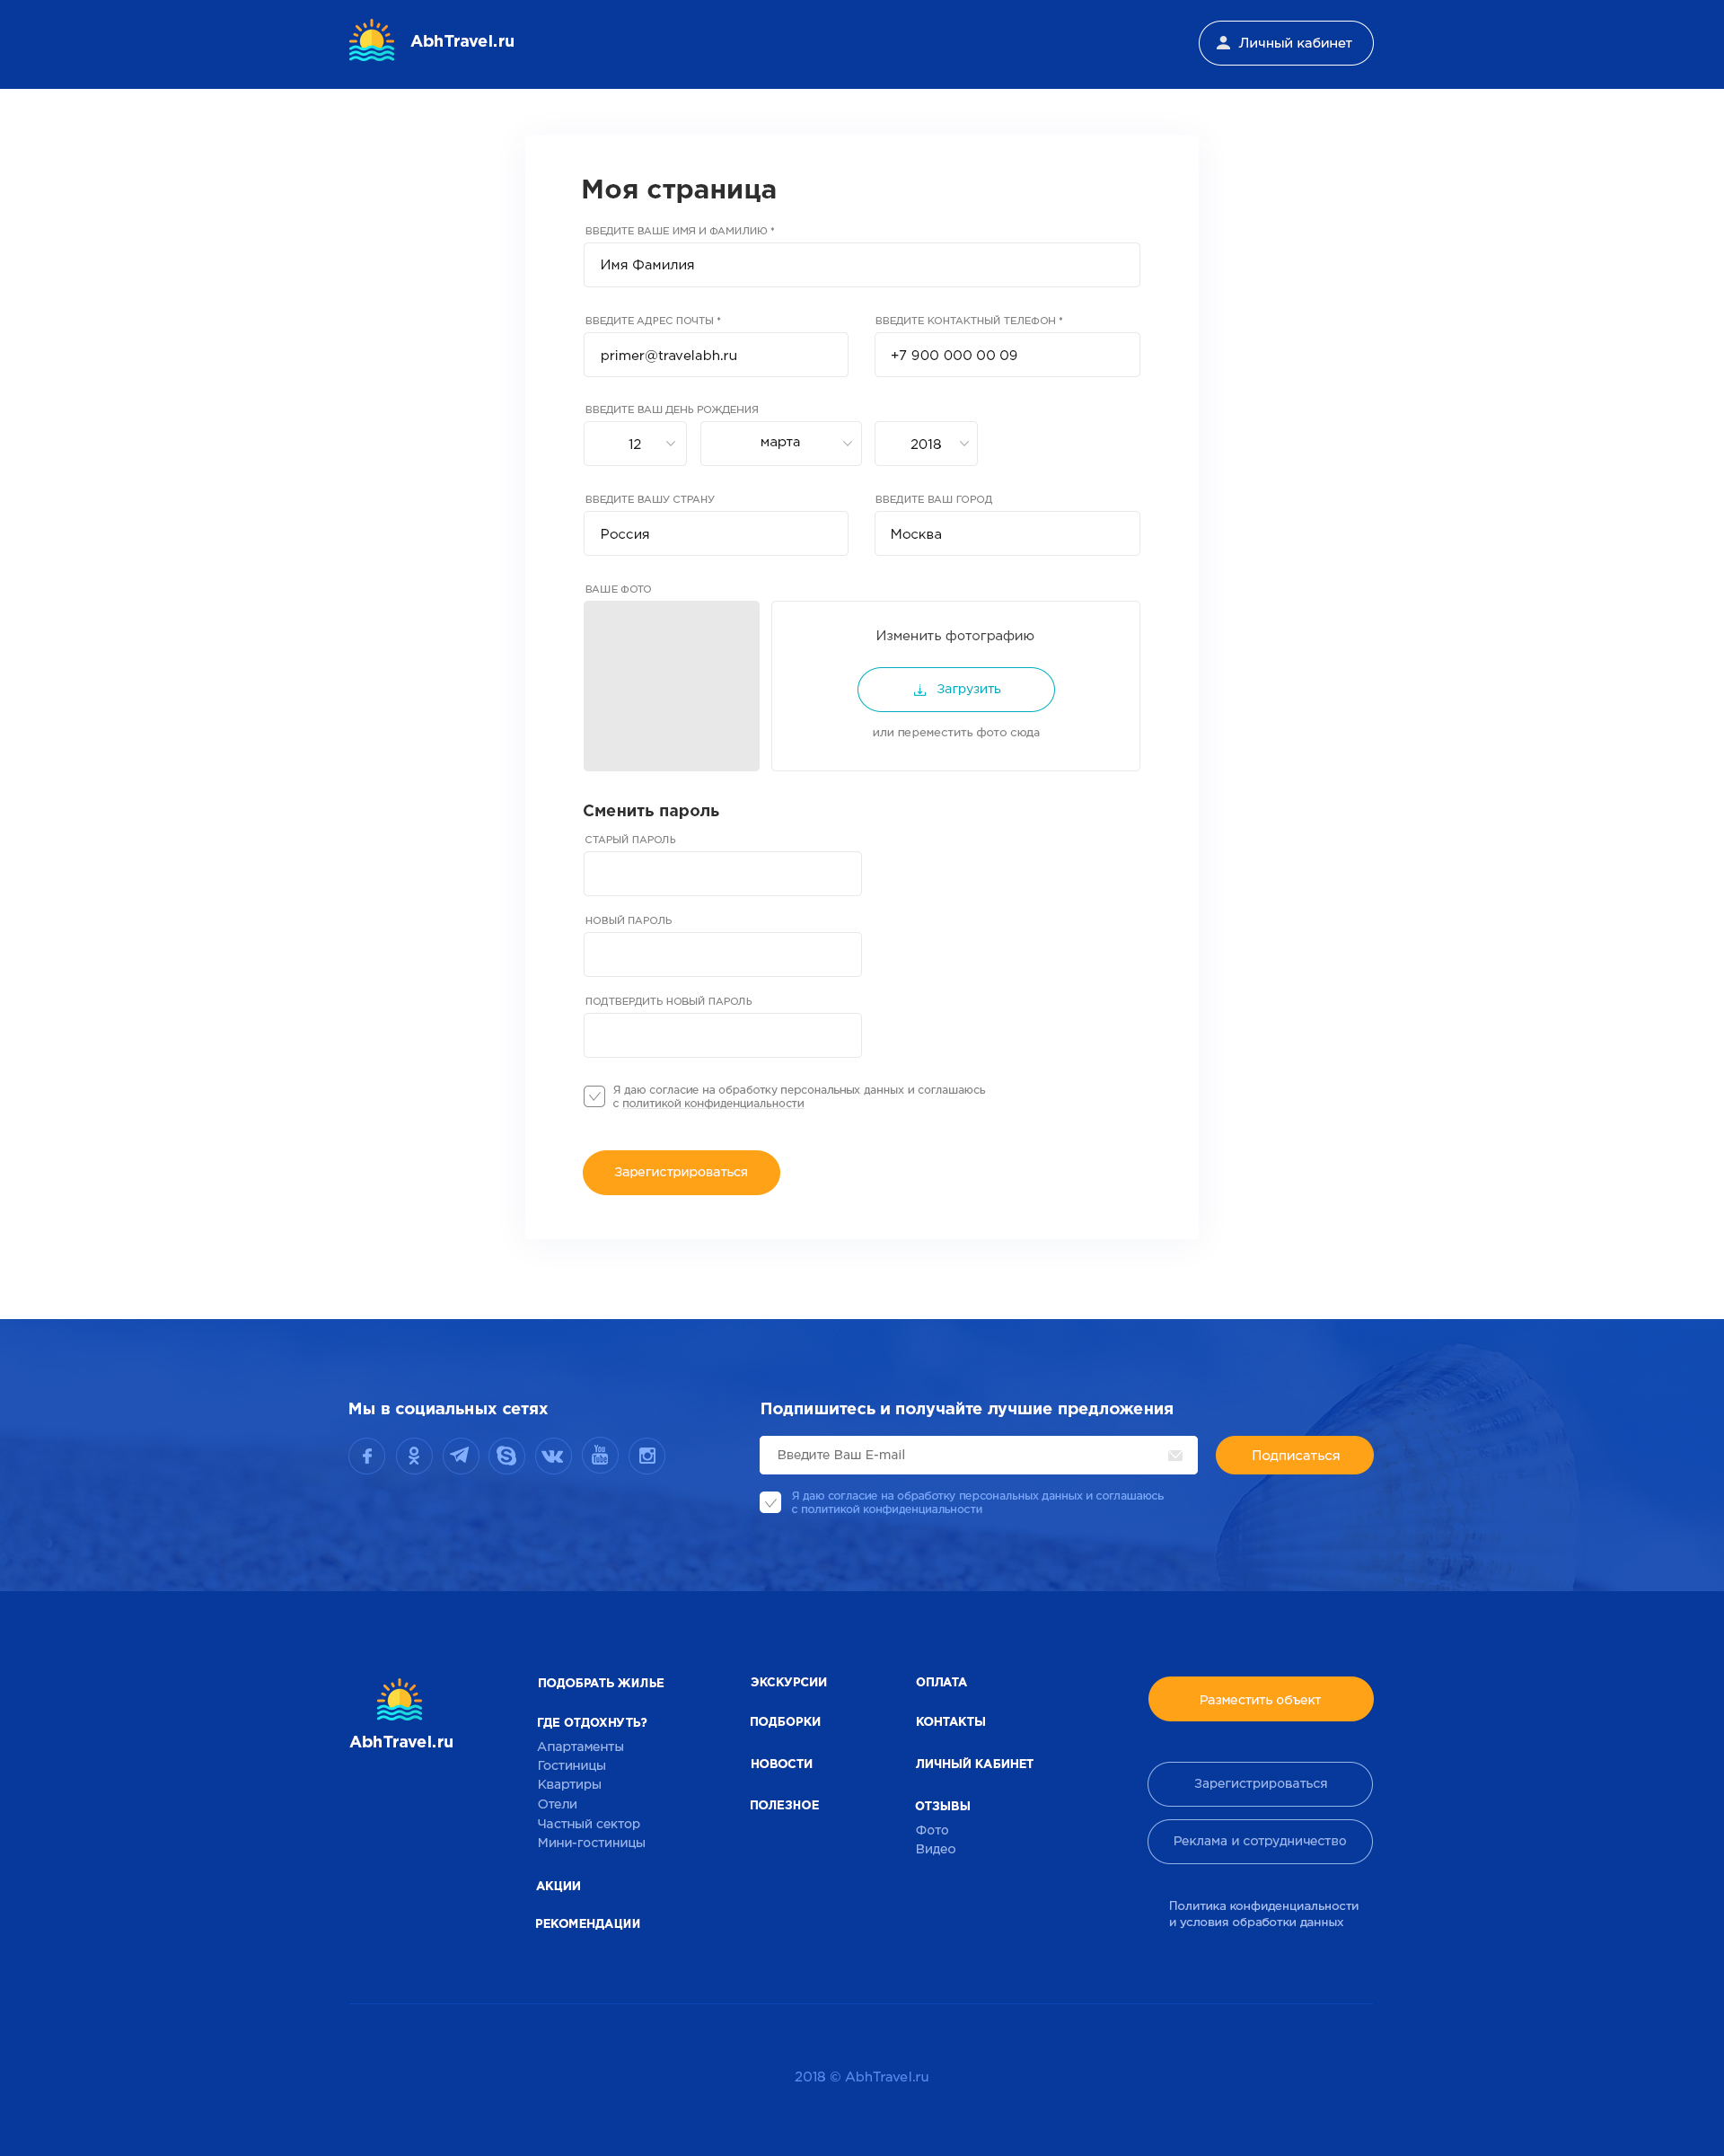 AbhTravel.ru
Личный кабинет
Моя страница
ВВЕДИТЕ ВАШЕ ИМЯ И ФАМИЛИЮ *
Имя Фамилия
ВВЕДИТЕ АДРЕС ПОЧТЫ *
ВВЕДИТЕ КОНТАКТНЫЙ ТЕЛЕФОН *
primer@travelabh.ru
+7 900 000 00 09
ВВЕДИТЕ ВАШ ДЕНЬ РОЖДЕНИЯ
12
марта
2018
ВВЕДИТЕ ВАШУ СТРАНУ
ВВЕДИТЕ ВАШ ГОРОД
Россия
Москва
ВАШЕ ФОТО
Изменить фотографию
Загрузить
или переместить фото сюда
Сменить пароль
СТАРЫЙ ПАРОЛЬ
НОВЫЙ ПАРОЛЬ
ПОДТВЕРДИТЬ НОВЫЙ ПАРОЛЬ
Я даю согласие на обработку персональных данных и соглашаюсь
с политикой конфиденциальности
Зарегистрироваться
Мы в социальных сетях
You
Tube
Подпишитесь и получайте лучшие предложения
Введите Ваш E-mail
Подписаться
Я даю согласие на обработку персональных данных и соглашаюсь
с политикой конфиденциальности
AbhTravel.ru
ПОДОБРАТЬ ЖИЛЬЕ
ГДЕ ОТДОХНУТЬ?
Апартаменты
Гостиницы
Квартиры
Отели
Частный сектор
Мини-гостиницы
АКЦИИ
РЕКОМЕНДАЦИИ
ЭКСКУРСИИ
ПОДБОРКИ
НОВОСТИ
ПОЛЕЗНОЕ
ОПЛАТА
КОНТАКТЫ
ЛИЧНЫЙ КАБИНЕТ
ОТЗЫВЫ
Фото
Видео
Разместить объект
Зарегистрироваться
Реклама и сотрудничество
Политика конфиденциальности
и условия обработки данных
2018 © AbhTravel.ru